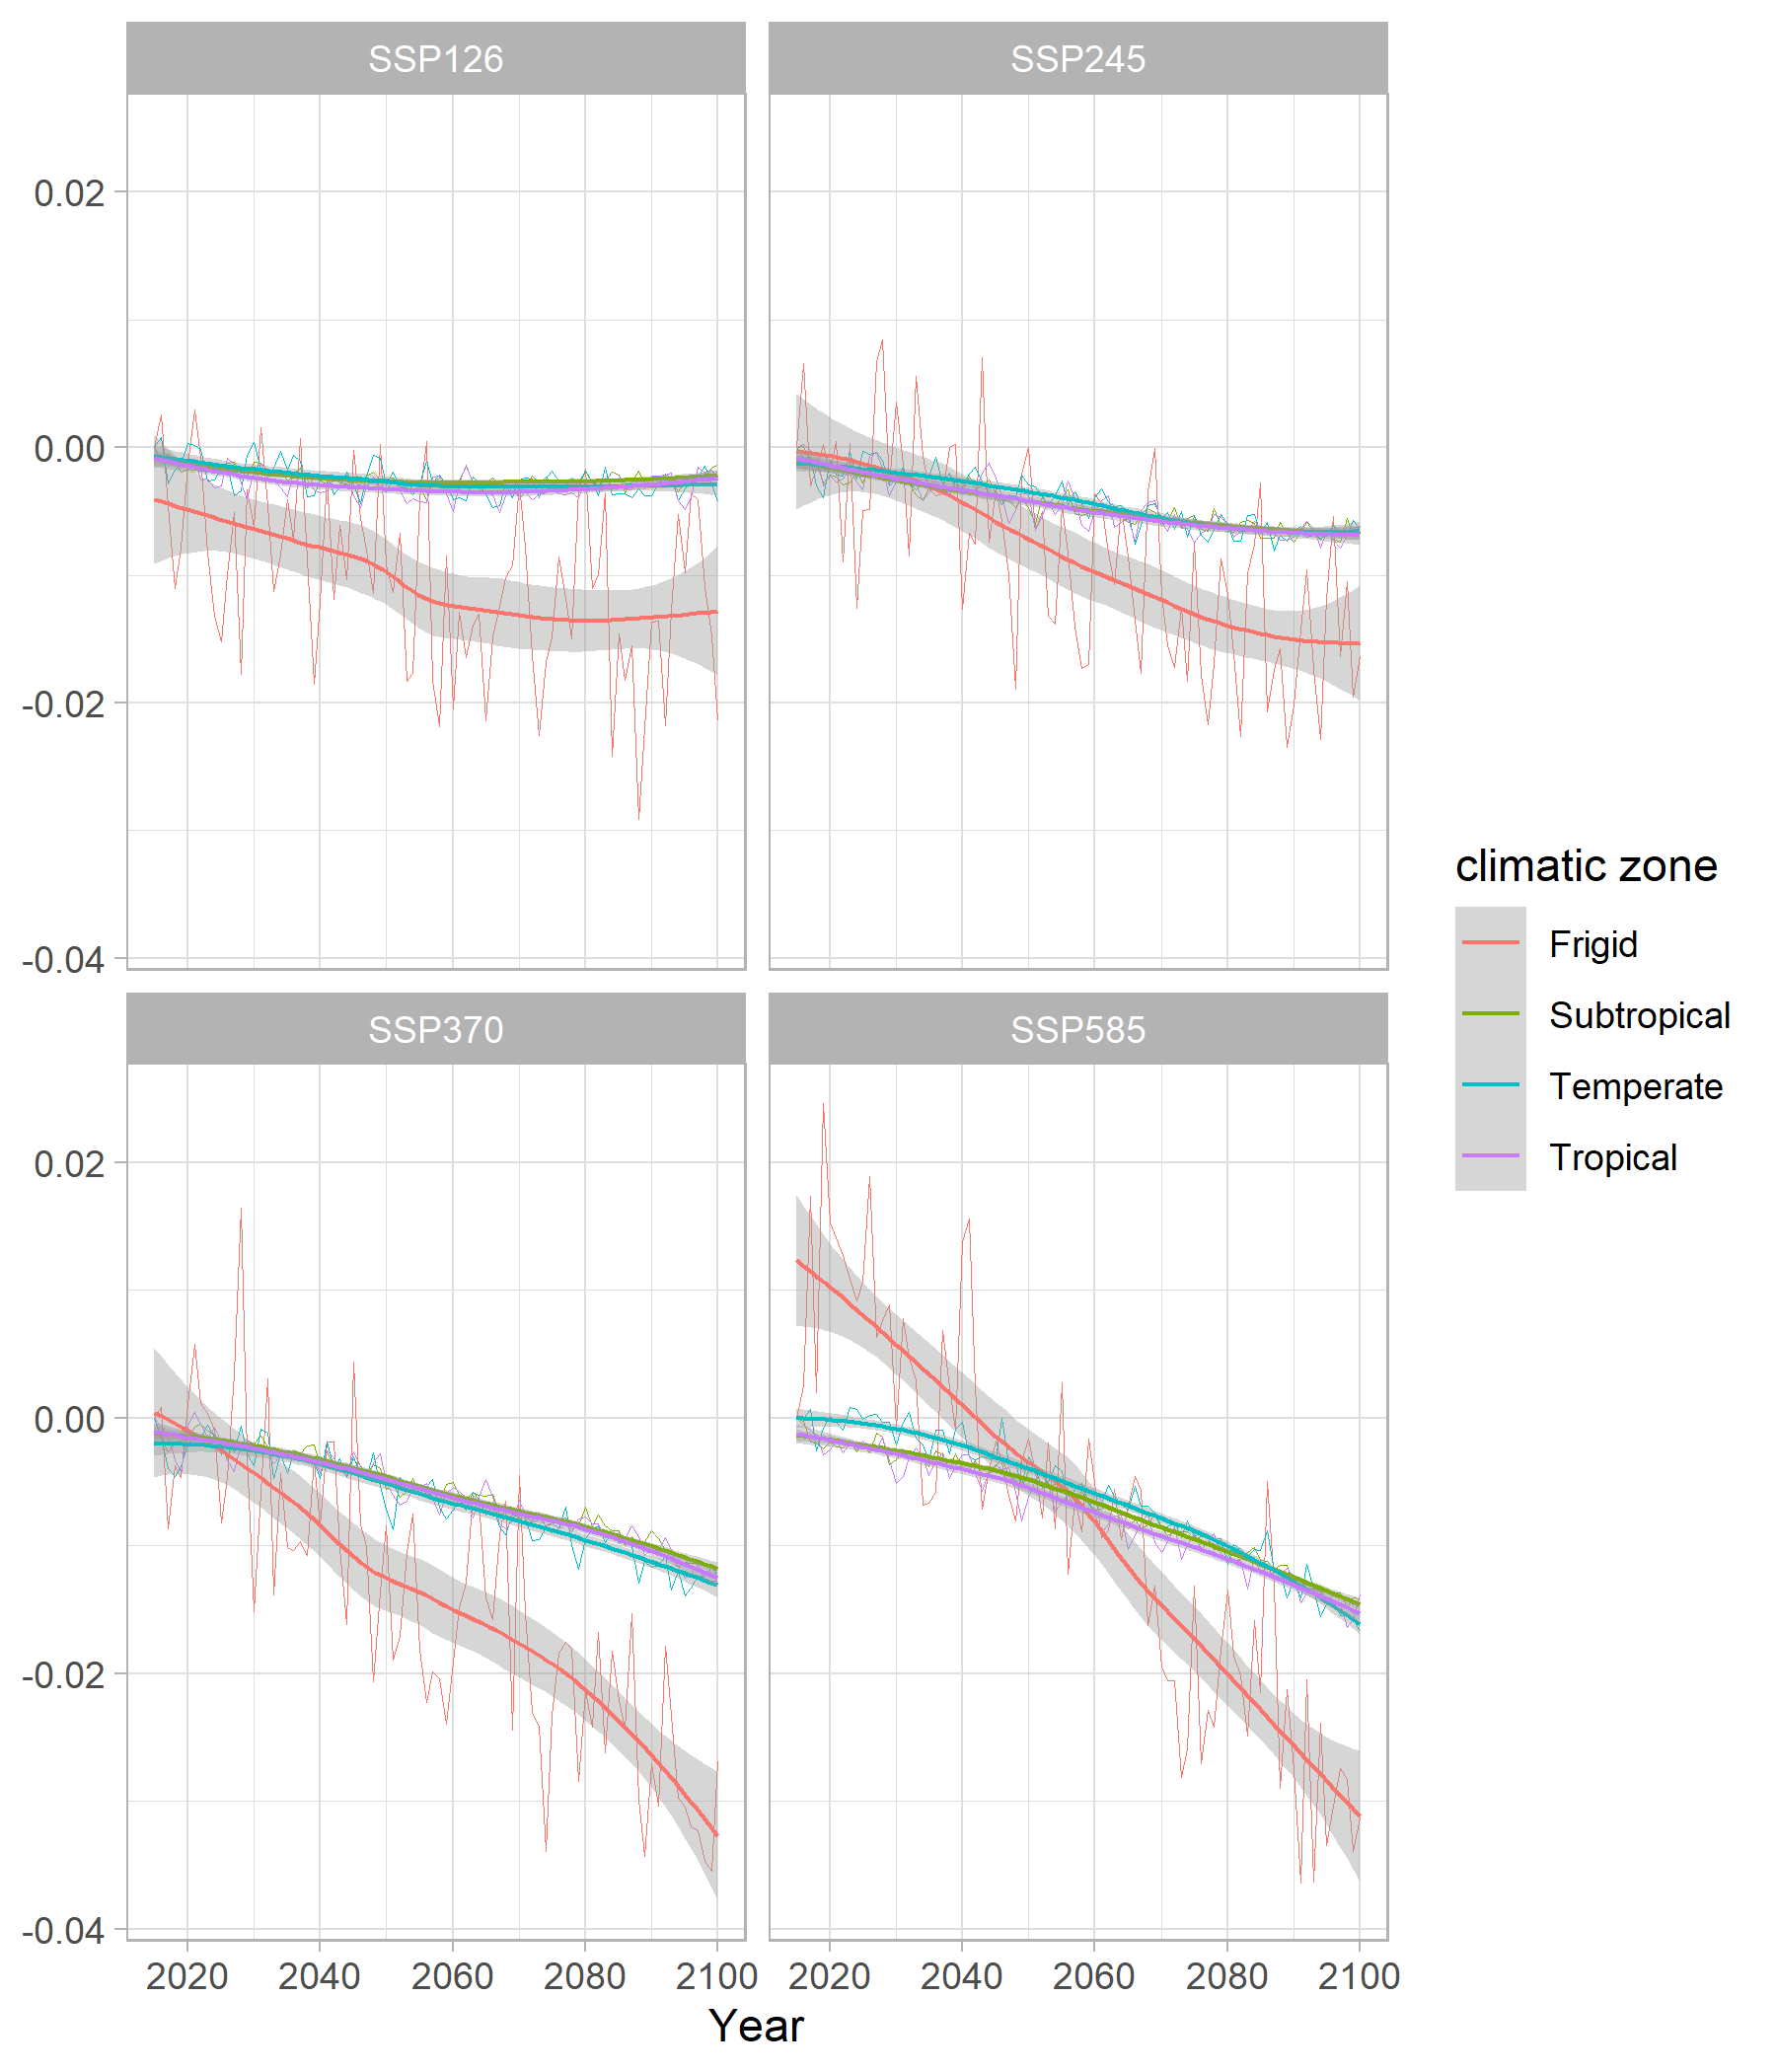 SSP126 SSP245
0.02
0.00
-0.02
-0.04
climatic zone
Frigid
Subtropical
Temperate
Tropical
SSP370 SSP585
0.02
0.00
-0.02
-0.04
2020 2040 2060 2080 2100 2020 2040 2060 2080 2100
Year